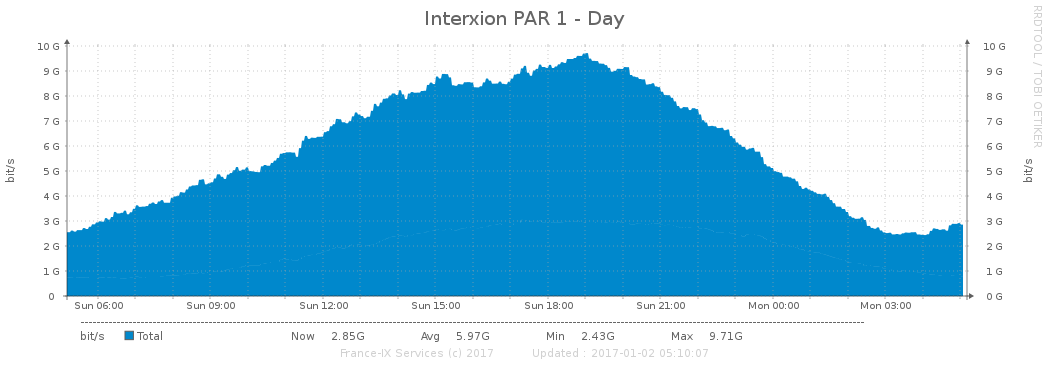 Interxion PAR 1 - Day
RRDTOOL / TOBI OETIKER
bit/s
bit/s
10 G
10 G
9 G
9 G
8 G
8 G
7 G
7 G
6 G
6 G
5 G
5 G
4 G
4 G
3 G
3 G
2 G
2 G
1 G
1 G
0
0 G
Sun 06:00 Sun 09:00 Sun 12:00 Sun 15:00 Sun 18:00 Sun 21:00 Mon 00:00 Mon 03:00
bit/s Total Now 2.85G Avg 5.97G Min 2.43G Max 9.71G
France-IX Services (c) 2017 Updated : 2017-01-02 05:10:07